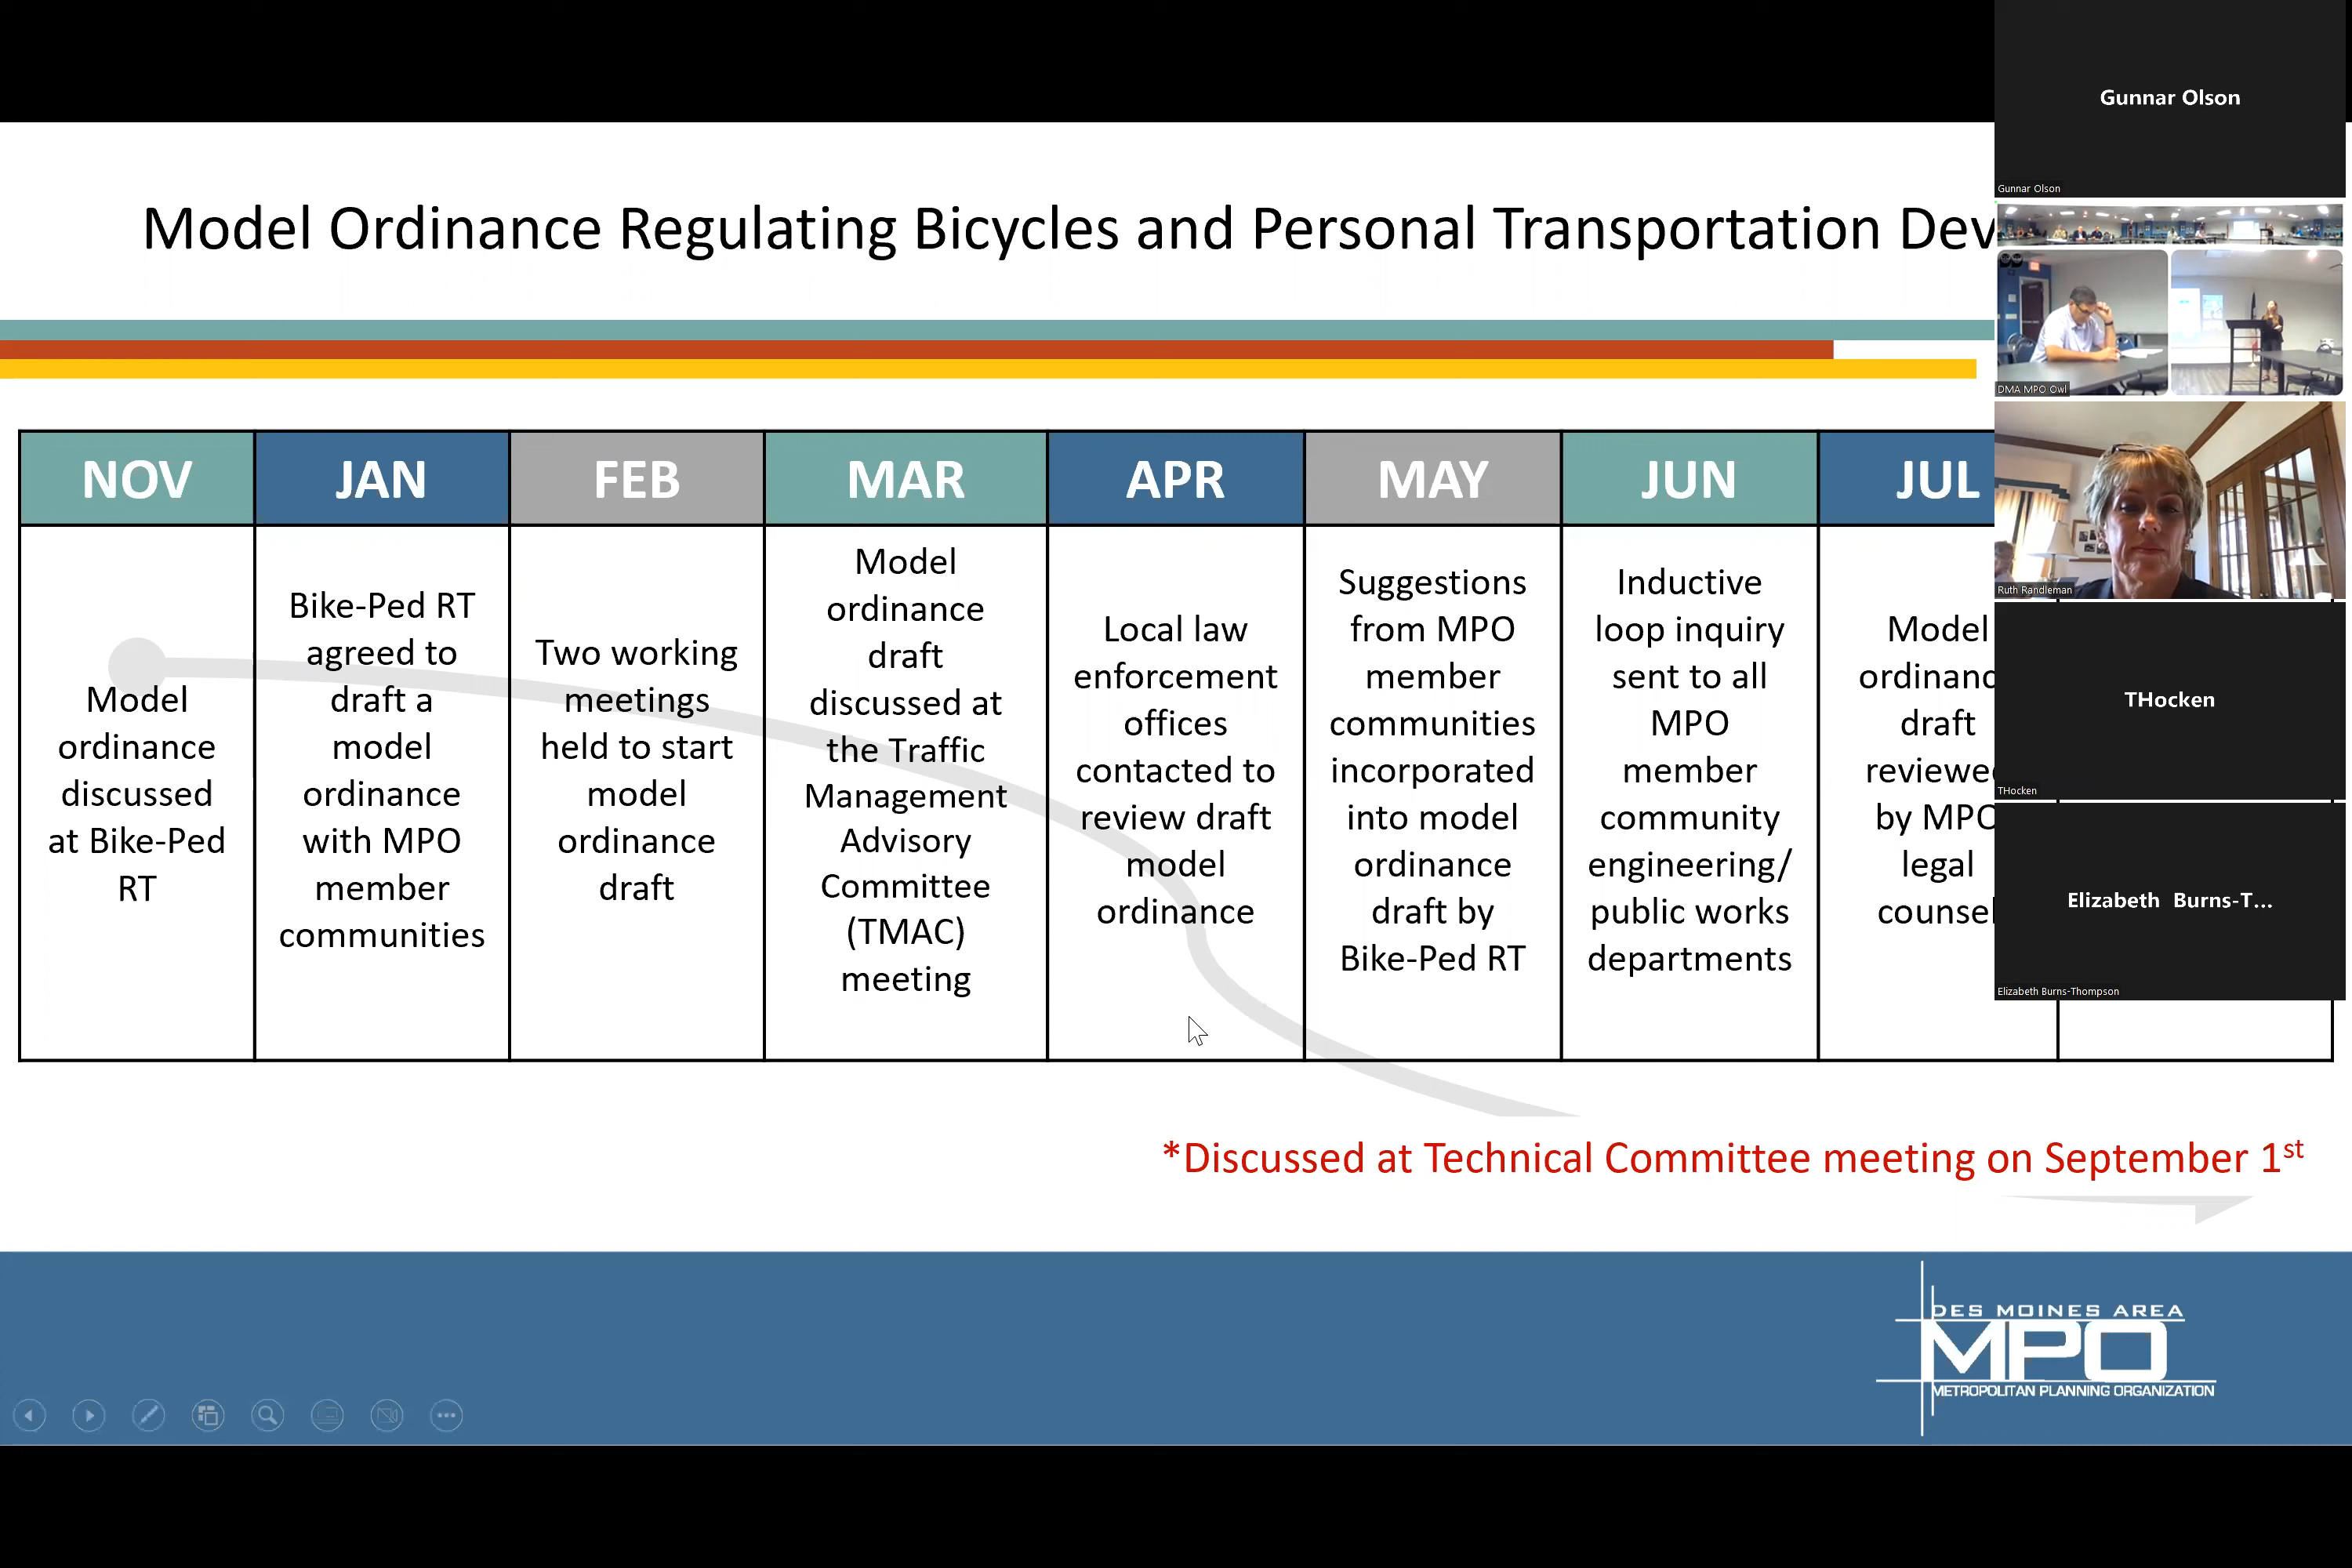 Model Ordinance Regulating Bicycles and Personal Transportation Dev
NOV
Model
ordinance
discussed
at Bike-Ped
RT
JAN
Bike-Ped RT
agreed to
draft a
model
ordinance
with MPO
member
communities
FEB
Two working
meetings
held to start
model
ordinance
draft
MAR
Model
ordinance
draft
discussed at
the Traffic
Management
Advisory
Committee
(TMAC)
meeting
APR
Local law
enforcement
offices
contacted to
review draft
model
ordinance
MAY
Suggestions
from MPO
member
communities
incorporated
into model
ordinance
draft by
Bike-Ped RT
JUN
Inductive
loop inquiry
sent to all
MPO
member
community
engineering/
public works
departments
JUL
Model
ordinanc
draft
reviewe
by MPO
legal
counsel
*Discussed at Technical Committee meeting on September 1st
DES MOINES AREA
MPO
METROPOLITAN PLANNING ORGANIZATION
Gunnar Olson
Gunnar Olson
DMA MPO Owl
Ruth Randleman
THocken
THocken
Elizabeth Burns-T...
Elizabeth Burns-Thompson